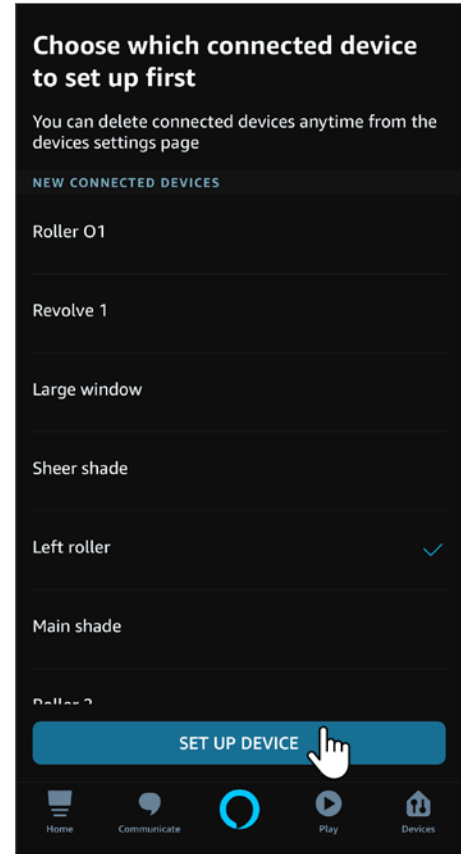 Choose which connected device
to set up first
You can delete connected devices anytime from the
devices settings page
NEW CONNECTED DEVICES
Roller O1
Revolve 1
Large window
Sheer shade
Left roller
Main shade
Roller 2
SET UP DEVICE
Home
Communicate
Play
Devices